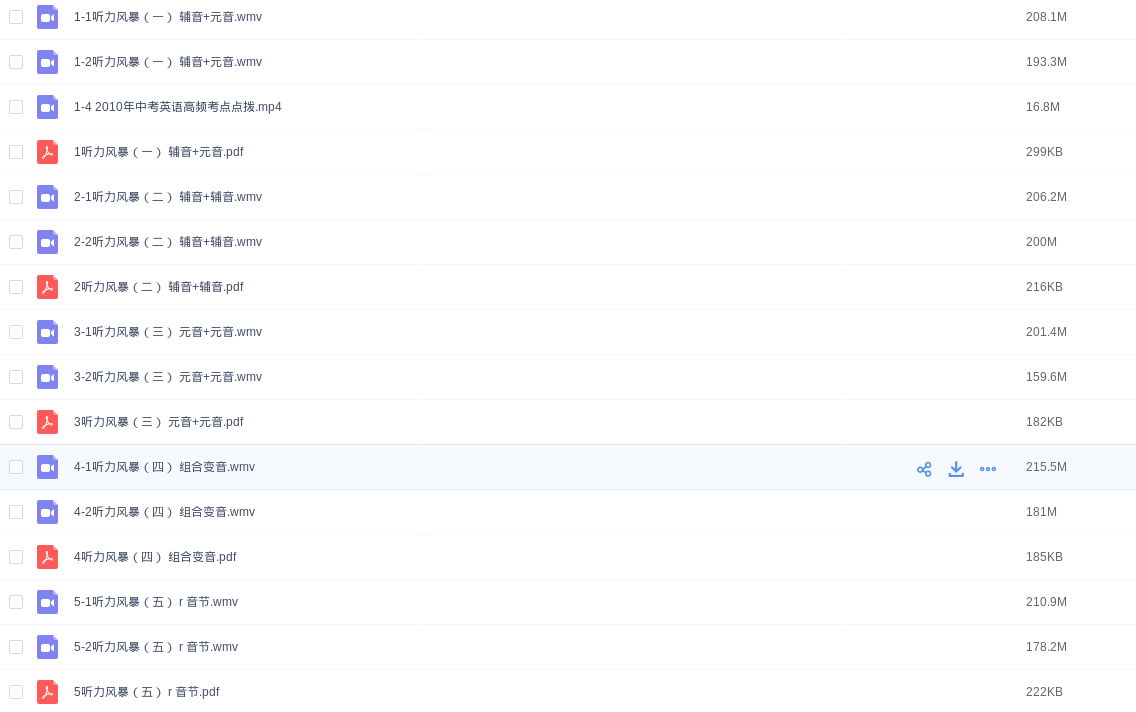 1-1听力风暴（一） 辅音+元音.wmv 208.1M
1-2听力风暴（一） 辅音+元音.wmv 193.3M
1-4 2010年中考英语高频考点点拨.mp4 16.8M
1听力风暴（一） 辅音+元音.pdf 299KB
2-1听力风暴（二） 辅音+辅音.wmv 206.2M
2-2听力风暴（二） 辅音+辅音.wmv 200M
2听力风暴（二） 辅音+辅音.pdf 216KB
3-1听力风暴（三） 元音+元音.wmv 201.4M
3-2听力风暴（三） 元音+元音.wmv 159.6M
3听力风暴（三） 元音+元音.pdf 182KB
4-1听力风暴（四） 组合变音.wmv 215.5M
4-2听力风暴（四） 组合变音.wmv 181M
4听力风暴（四） 组合变音.pdf 185KB
5-1听力风暴（五） r 音节.wmv 210.9M
5-2听力风暴（五） r 音节.wmv 178.2M
5听力风暴（五） r 音节.pdf 222KB